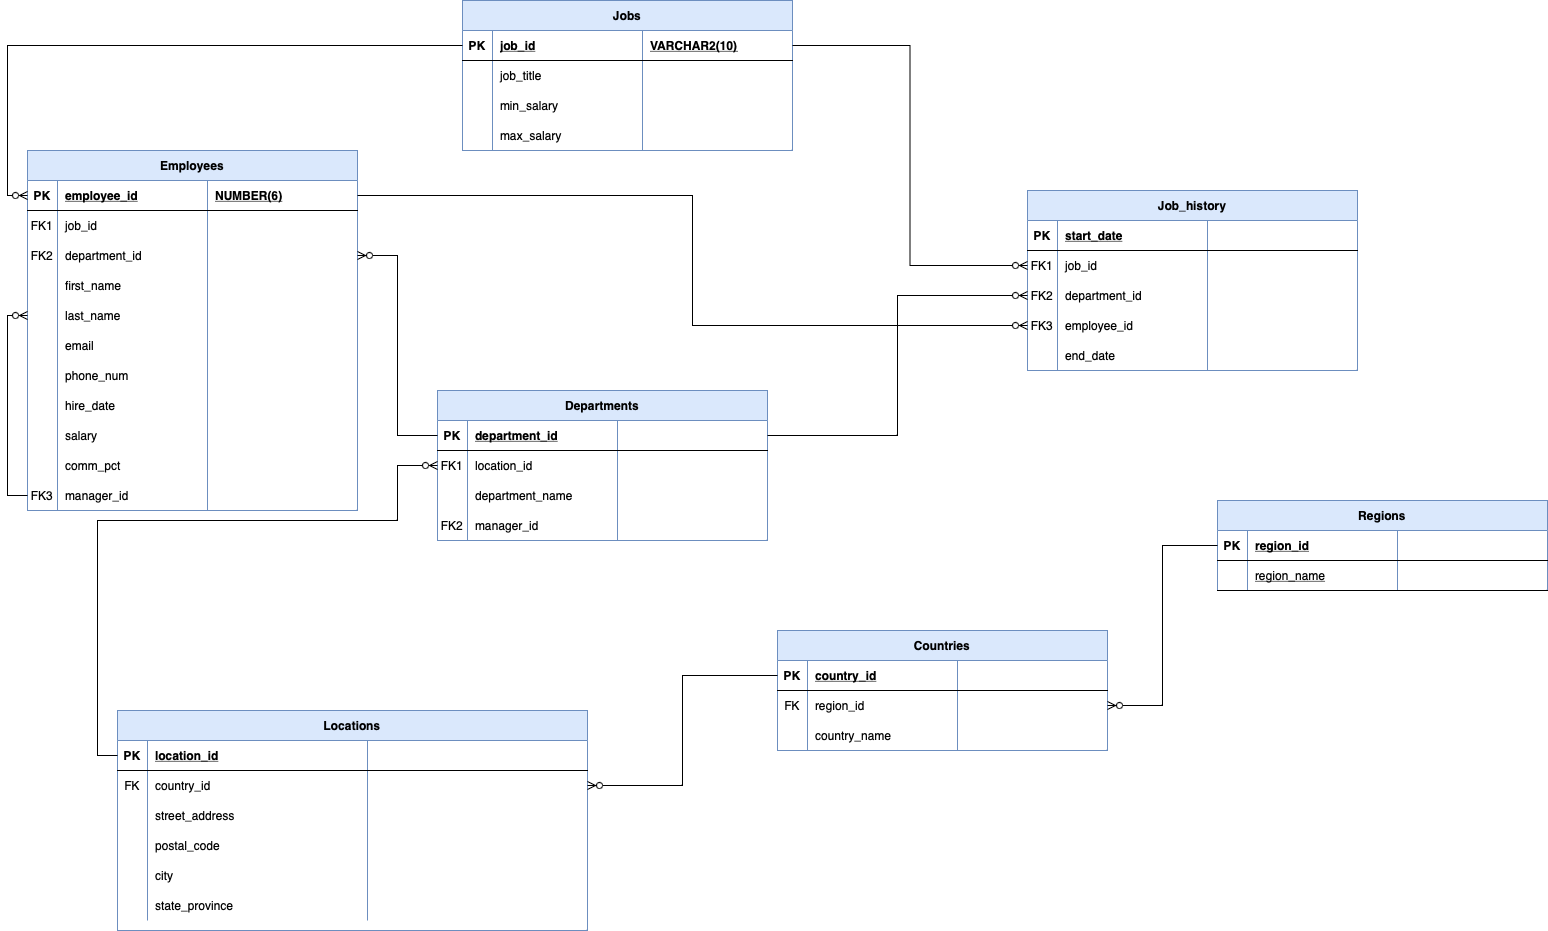 Jobs
PK job_id VARCHAR2(10)
job_title
min_salary
max_salary
Employees
PK employee_id NUMBER(6)
FK1 job_id
FK2 department_id
first_name
last_name
email
phone_num
hire_date
salary
comm_pct
FK3 manager_id
Job_history
PK start_date
FK1 job_id
FK2 department_id
FK3 employee_id
end_date
Departments
PK department_id
FK1 location_id
department_name
FK2 manager_id
Regions
PK region_id
region_name
Countries
PK country_id
FK region_id
country_name
Locations
PK location_id
FK country_id
street_address
postal_code
city
state_province